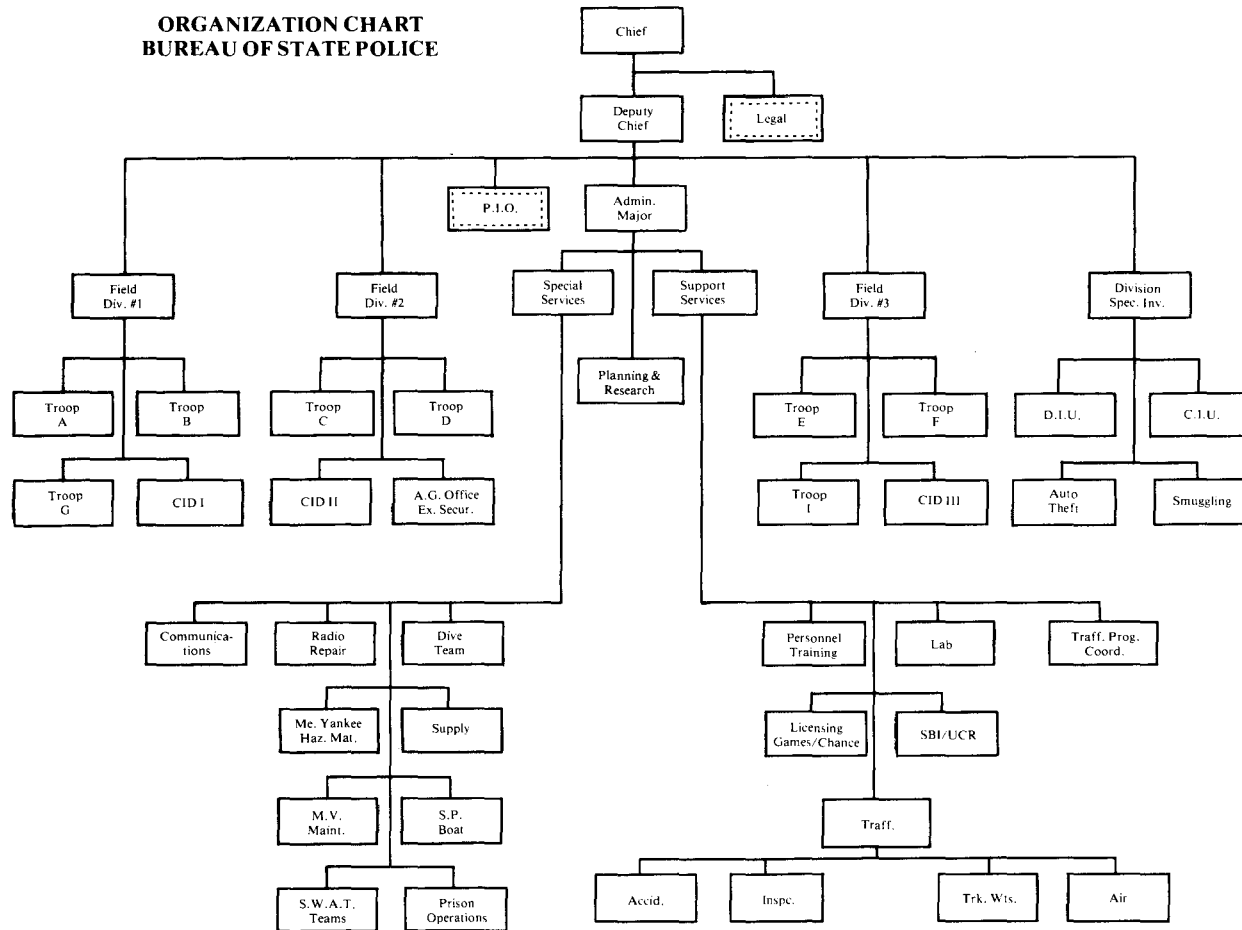 ORGANIZATION CHART
BUREAU OF STATE POLICE
Chief
Deputy
Chief
Legal
P.I.O.
Admin.
Major
Field
Div. #1
Field
Div. #2
Special
Services
Support
Services
Field
Div. #3
Division
Spec. Inv.
Planning &
Research
Troop
A
Troop
B
Troop
C
Troop
D
Troop
E
Troop
F
D.I.U.
C.I.U.
Troop
G
CID I
CID II
A.G. Office
Ex. Secur.
Troop
I
CID III
Auto
Theft
Smuggling
Communica-
tions
Radio
Repair
Dive
Team
Personnel
Training
Lab
Traff. Prog.
Coord.
Me. Yankee
Haz. Mat.
Supply
Licensing
Games/Chance
SBI/UCR
M.V.
Maint.
S.P.
Boat
Traff.
S.W.A.T.
Teams
Prison
Operations
Accid.
Inspc.
Trk. Wts.
Air